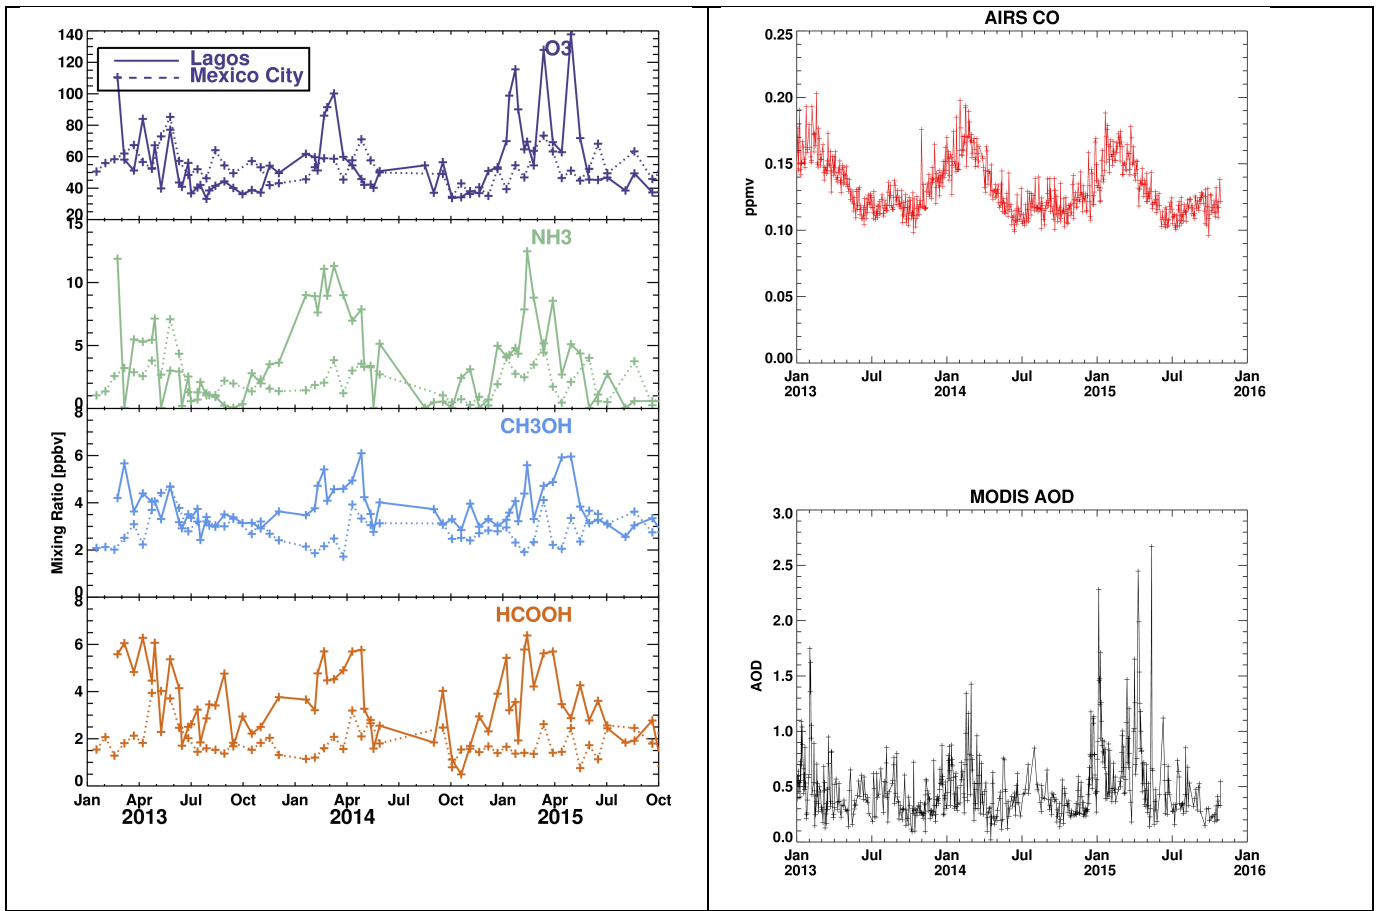 140
120
100
80
60
40
20
O3
Lagos
Mexico City
15
10
5
0
NH3
8
6
4
2
0
CH3OH
Mixing Ratio [ppbv]
8
6
4
2
0
HCOOH
Jan Apr Jul Oct Jan Apr Jul Oct Jan Apr Jul Oct
2013 2014 2015
AIRS CO
0.25
0.20
0.15
0.10
0.05
0.00
ppmv
Jan Jul Jan Jul Jan Jul Jan
2013 2014 2015 2016
MODIS AOD
3.0
2.5
2.0
1.5
1.0
0.5
0.0
AOD
Jan Jul Jan Jul Jan Jul Jan
2013 2014 2015 2016